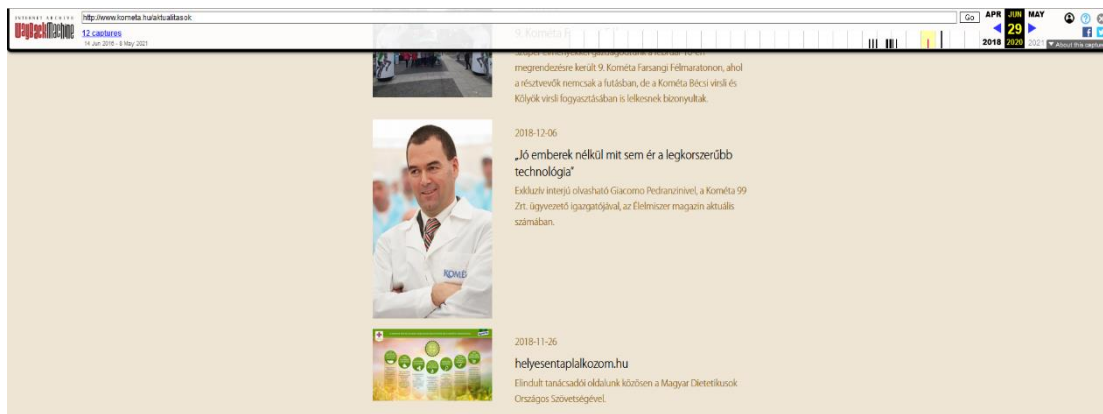 INTERNET ARCHIVE
WayBackMachine
http://www.kometa.hu/aktualitasok
Go
APR JUN MAY
12 captures
29
14 Jun 2016 - 8 May 2021
2018 2020 2021
About this capture
9. Kométa
megrendezésre került 9. Kométa Farsangi Félmaratonon, ahol
a résztvevők nemcsak a futásban, de a Kométa Bécsi virsli és
Kölyök virsli fogyasztásában is lelkesnek bizonyultak.
2018-12-06
„Jó emberek nélkül mit sem ér a legkorszerűbb
technológia”
Exkluzív interjú olvasható Giacomo Pedranzinivel, a Kométa 99
Zrt. ügyvezető igazgatójával, az Élelmiszer magazin aktuális
számában.
KOMÉ
2018-11-26
helyesentaplalkozom.hu
Elindult tanácsadói oldalunk közösen a Magyar Dietetikusok
Országos Szövetségével.